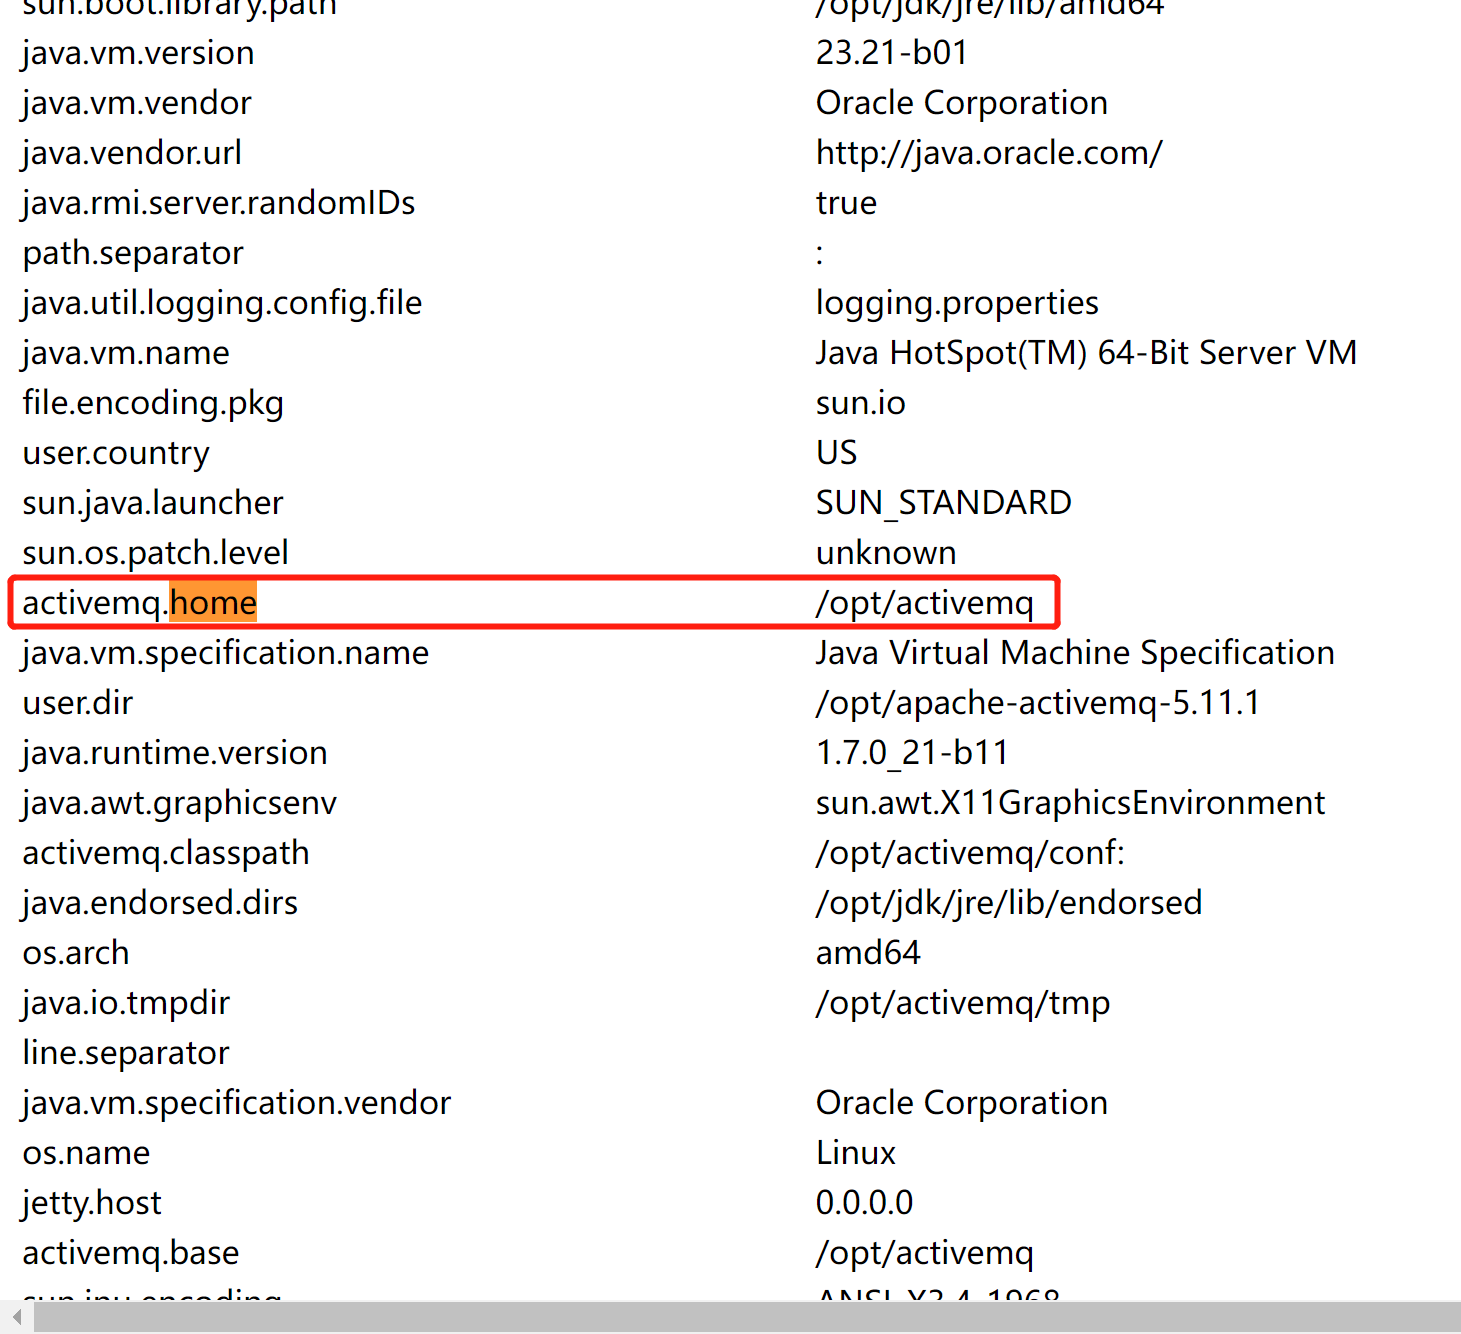 sun.boot.library.path /opt/jdk/jre/lib/amd64
java.vm.version 23.21-b01
java.vm.vendor Oracle Corporation
java.vendor.url http://java.oracle.com/
java.rmi.server.randomIDs true
path.separator :
java.util.logging.config.file logging.properties
java.vm.name Java HotSpot(TM) 64-Bit Server VM
file.encoding.pkg sun.io
user.country US
sun.java.launcher SUN_STANDARD
sun.os.patch.level unknown
activemq.home /opt/activemq
java.vm.specification.name Java Virtual Machine Specification
user.dir /opt/apache-activemq-5.11.1
java.runtime.version 1.7.0_21-b11
java.awt.graphicsenv sun.awt.X11GraphicsEnvironment
activemq.classpath /opt/activemq/conf:
java.endorsed.dirs /opt/jdk/jre/lib/endorsed
os.arch amd64
java.io.tmpdir /opt/activemq/tmp
line.separator
java.vm.specification.vendor Oracle Corporation
os.name Linux
jetty.host 0.0.0.0
activemq.base /opt/activemq
sun.jnu.encoding ANSI_X3.4-1968